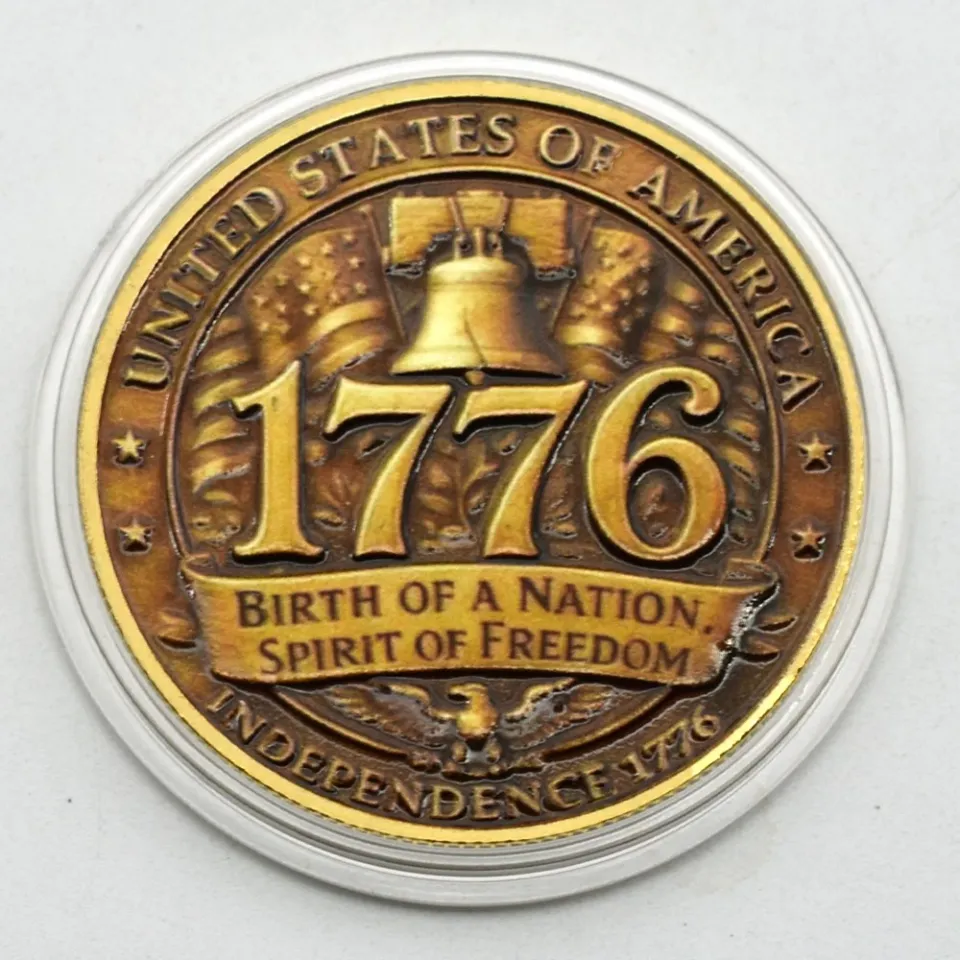 UNITED STATES OF AMERICA
1776
BIRTH OF A NATION.
SPIRIT OF FREEDOM
INDEPENDENCE 1776